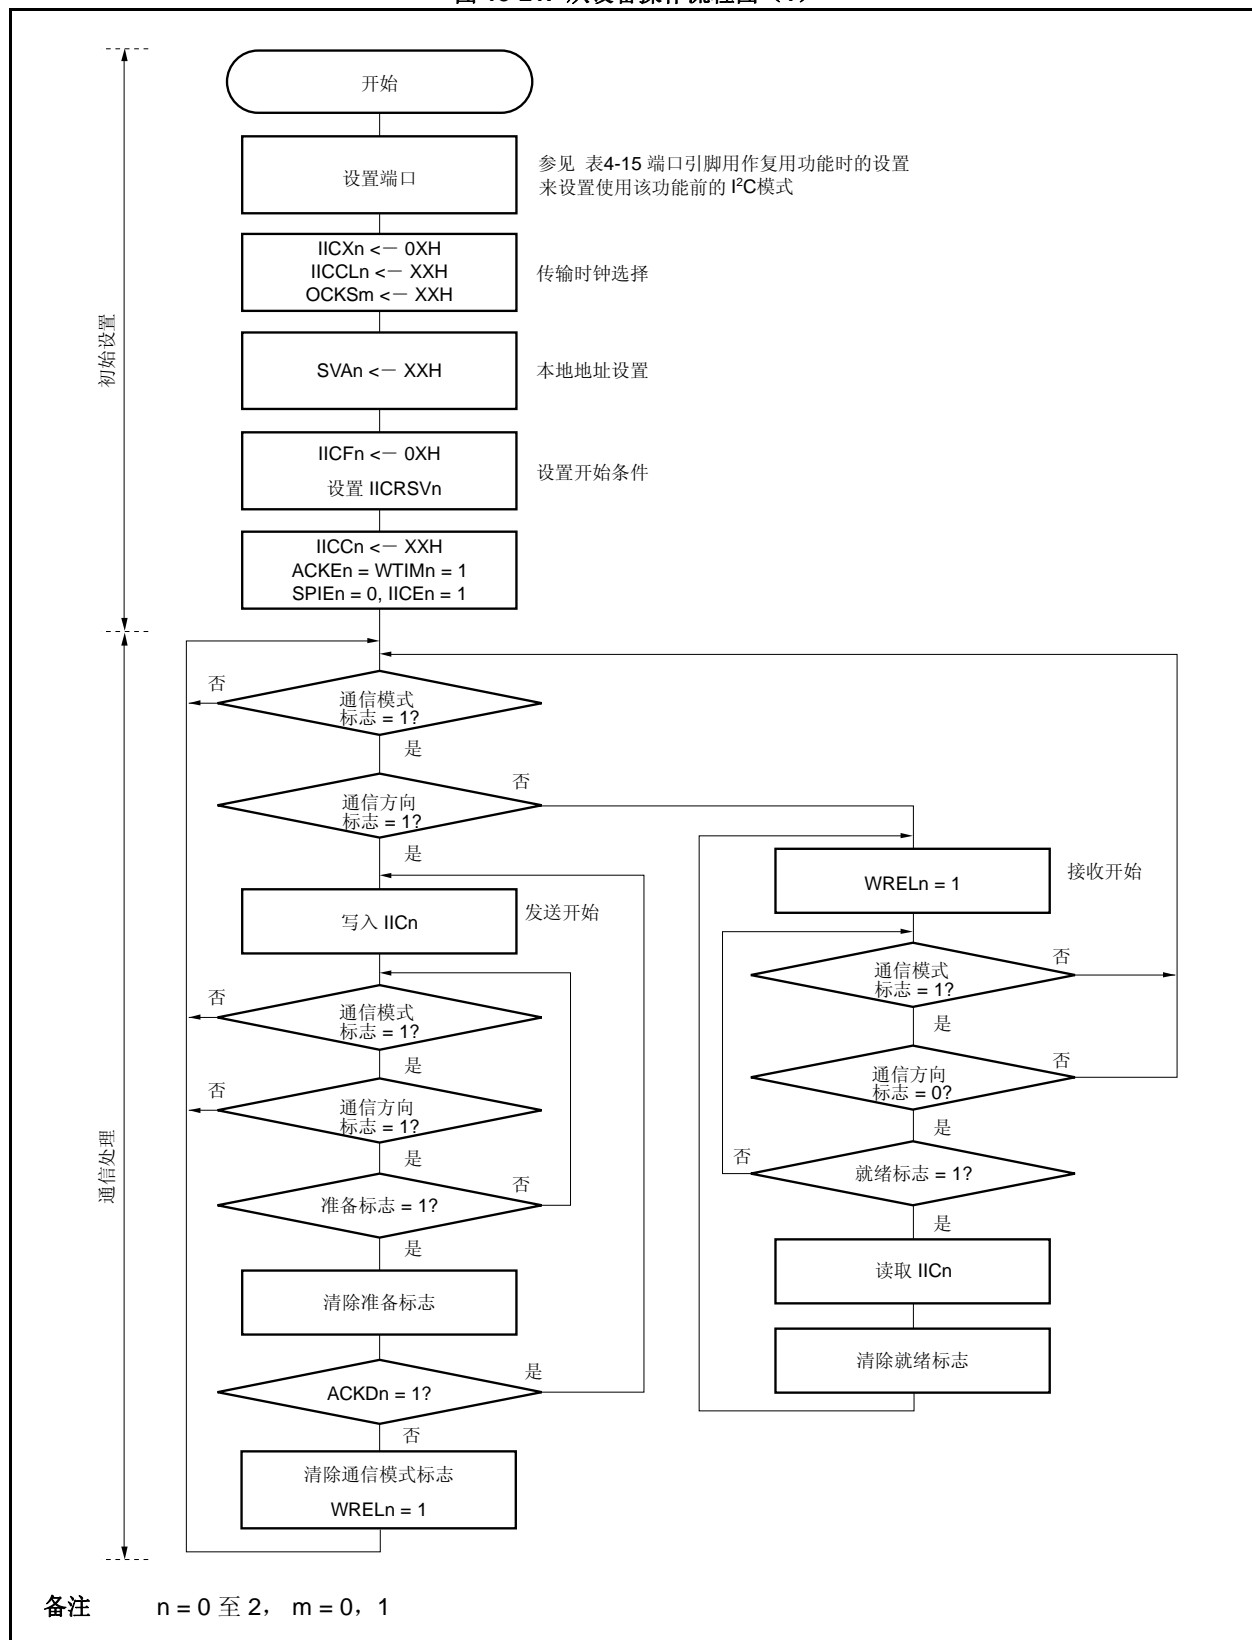 开始
设置端口
参见 表4-15 端口引脚用作复用功能时的设置
来设置使用该功能前的 I²C模式
IICXn <− 0XH
IICCLn <− XXH
OCKSm <− XXH
传输时钟选择
初始设置
SVAn <− XXH
本地地址设置
IICFn <− 0XH
设置 IICRSVn
设置开始条件
IICCn <− XXH
ACKEn = WTIMn = 1
SPIEn = 0, IICEn = 1
否
通信模式
标志 = 1?
是
否
通信方向
标志 = 1?
是
写入 IICn
发送开始
否
通信模式
标志 = 1?
是
否
通信方向
标志 = 1?
是
否
准备标志 = 1?
是
清除准备标志
是
ACKDn = 1?
否
清除通信模式标志
WRELn = 1
通信处理
WRELn = 1
接收开始
否
通信模式
标志 = 1?
是
否
通信方向
标志 = 0?
是
否
就绪标志 = 1?
是
读取 IICn
清除就绪标志
备注 n = 0 至 2， m = 0，1